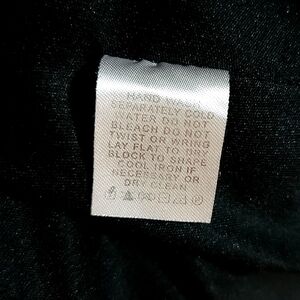 HAND WASH
SEPARATELY COLD
WATER DO NOT
BLEACH DO NOT
TWIST OR WRING
LAY FLAT TO DRY
BLOCK TO SHAPE
COOL IRON IF
NECESSARY OR
DRY CLEAN